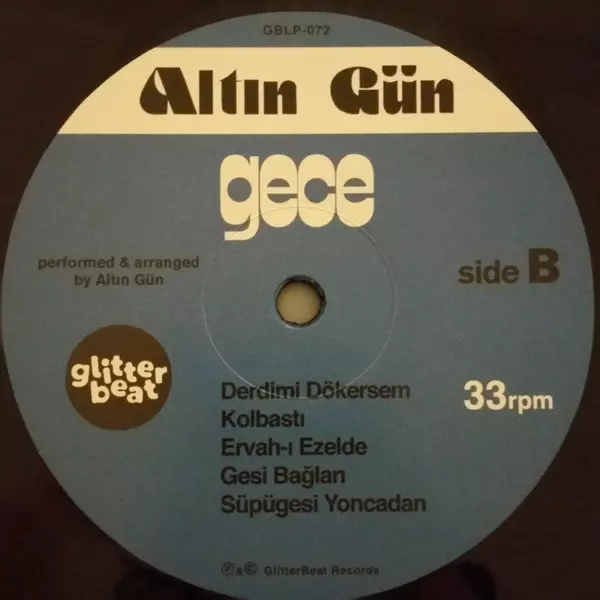 GBLP-072
Altın Gün
gece
performed & arranged
by Altın Gün
side B
glitter
beat
33rpm
Derdimi Dökersem
Kolbastı
Ervah-ı Ezelde
Gesi Bağları
Süpügesi Yoncadan
℗&© GlitterBeat Records